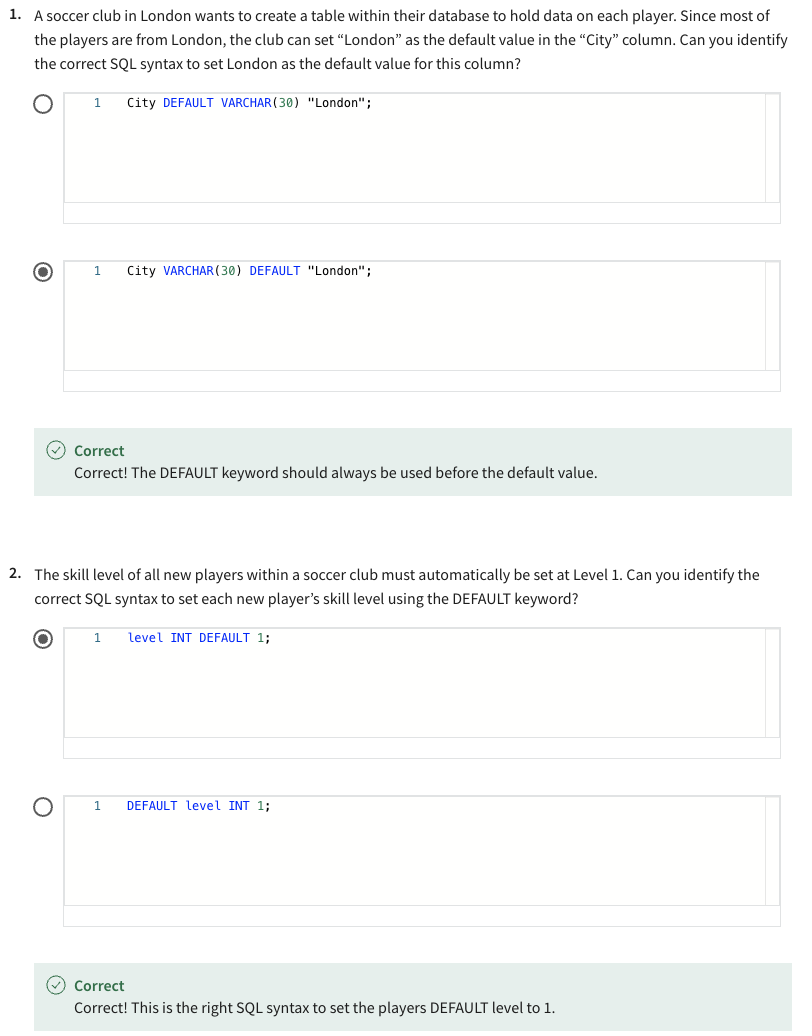 1. A soccer club in London wants to create a table within their database to hold data on each player. Since most of
the players are from London, the club can set “London” as the default value in the “City” column. Can you identify
the correct SQL syntax to set London as the default value for this column?
1 City DEFAULT VARCHAR(30) "London";
1 City VARCHAR(30) DEFAULT "London";
Correct
Correct! The DEFAULT keyword should always be used before the default value.
2. The skill level of all new players within a soccer club must automatically be set at Level 1. Can you identify the
correct SQL syntax to set each new player’s skill level using the DEFAULT keyword?
1 level INT DEFAULT 1;
1 DEFAULT level INT 1;
Correct
Correct! This is the right SQL syntax to set the players DEFAULT level to 1.